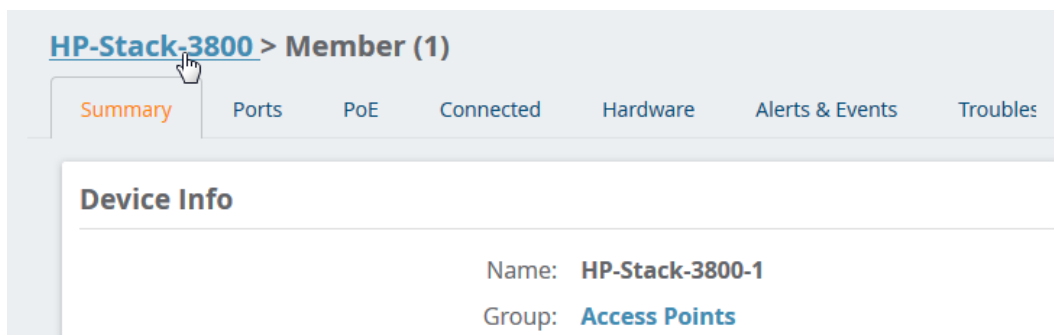 HP-Stack-3800 > Member (1)
Summary Ports PoE Connected Hardware Alerts & Events Troubles
Device Info
Name: HP-Stack-3800-1
Group: Access Points